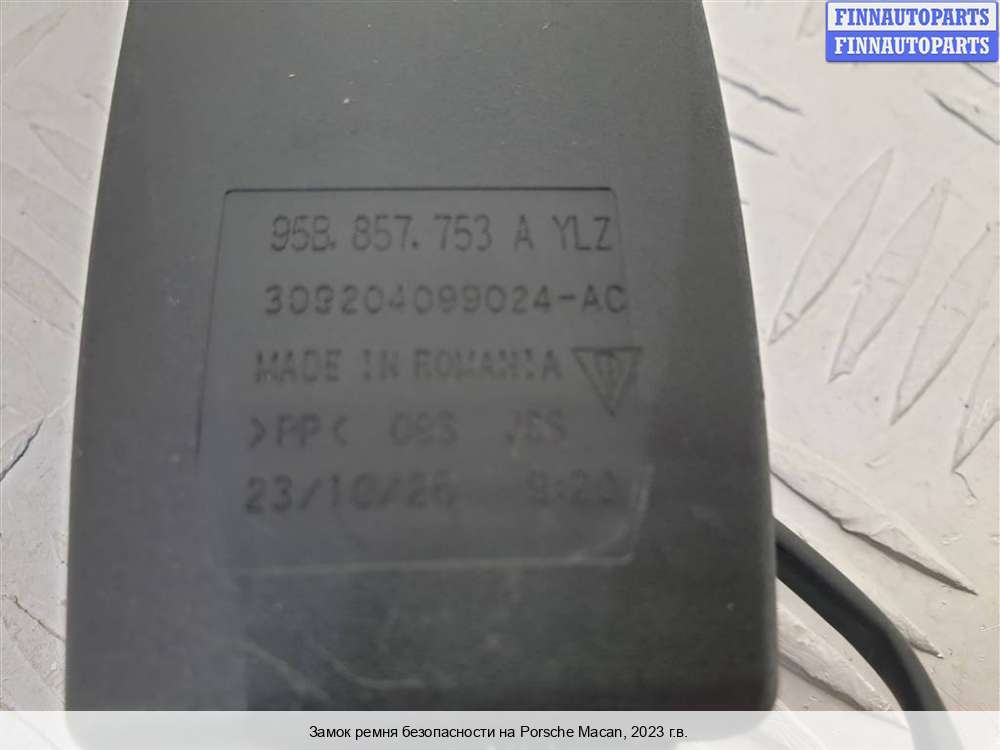 FINNAUTOPARTS
FINNAUTOPARTS
95B.857.753 A YLZ
309204099024-AC
MADE IN ROMANIA
>PP<
23/10/26
Замок ремня безопасности на Porsche Macan, 2023 г.в.